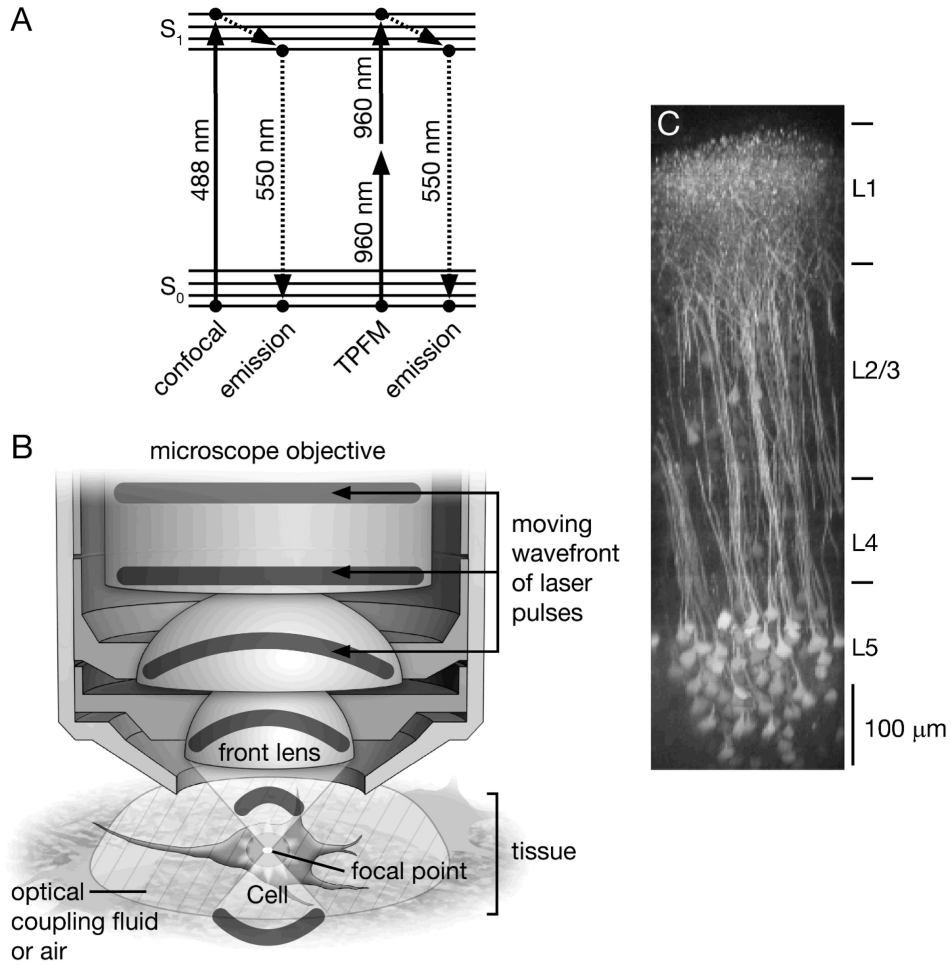 A
S1
488 nm
550 nm
960 nm
960 nm
550 nm
S0
confocal
emission
TPFM
emission
B
microscope objective
moving
wavefront
of laser
pulses
front lens
tissue
focal point
Cell
optical
coupling fluid
or air
C
L1
L2/3
L4
L5
100 μm